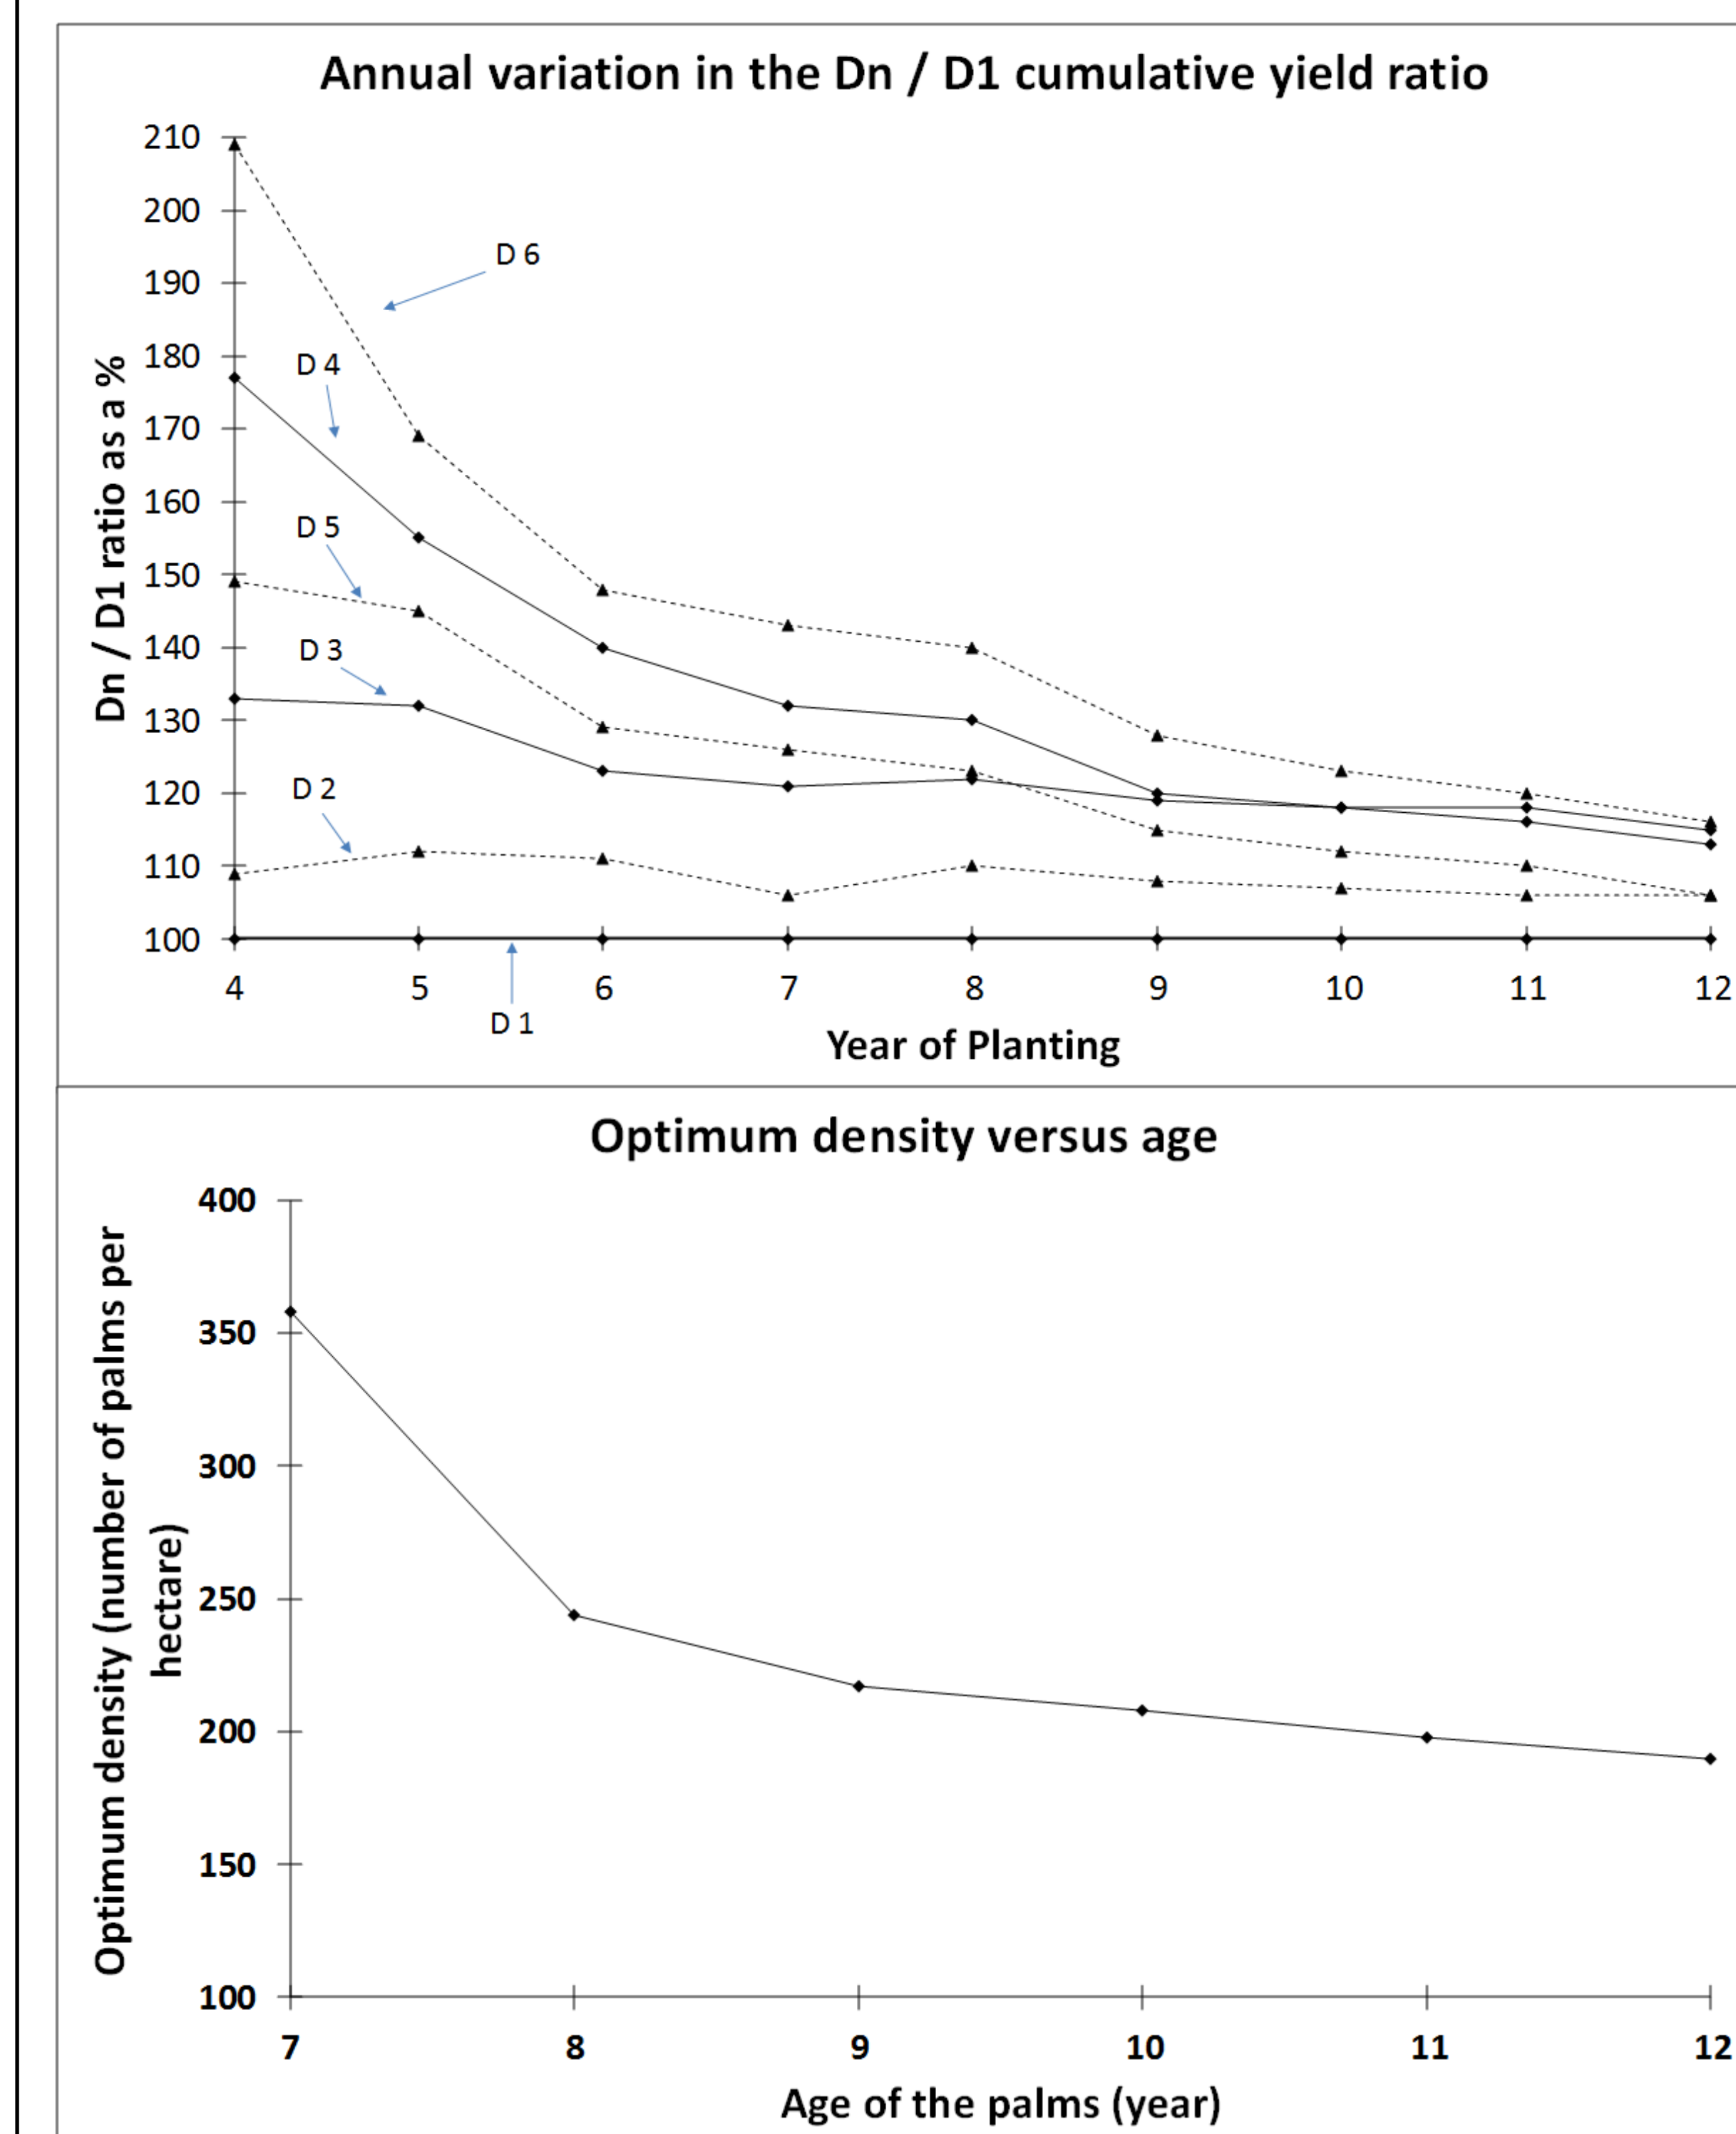 Annual variation in the Dn / D1 cumulative yield ratio
Dn / D1 ratio as a %
210
200
190
180
170
160
150
140
130
120
110
100
D 6
D 4
D 5
D 3
D 2
D 1
4 5 6 7 8 9 10 11 12
Year of Planting
Optimum density versus age
Optimum density (number of palms per
hectare)
400
350
300
250
200
150
100
7 8 9 10 11 12
Age of the palms (year)